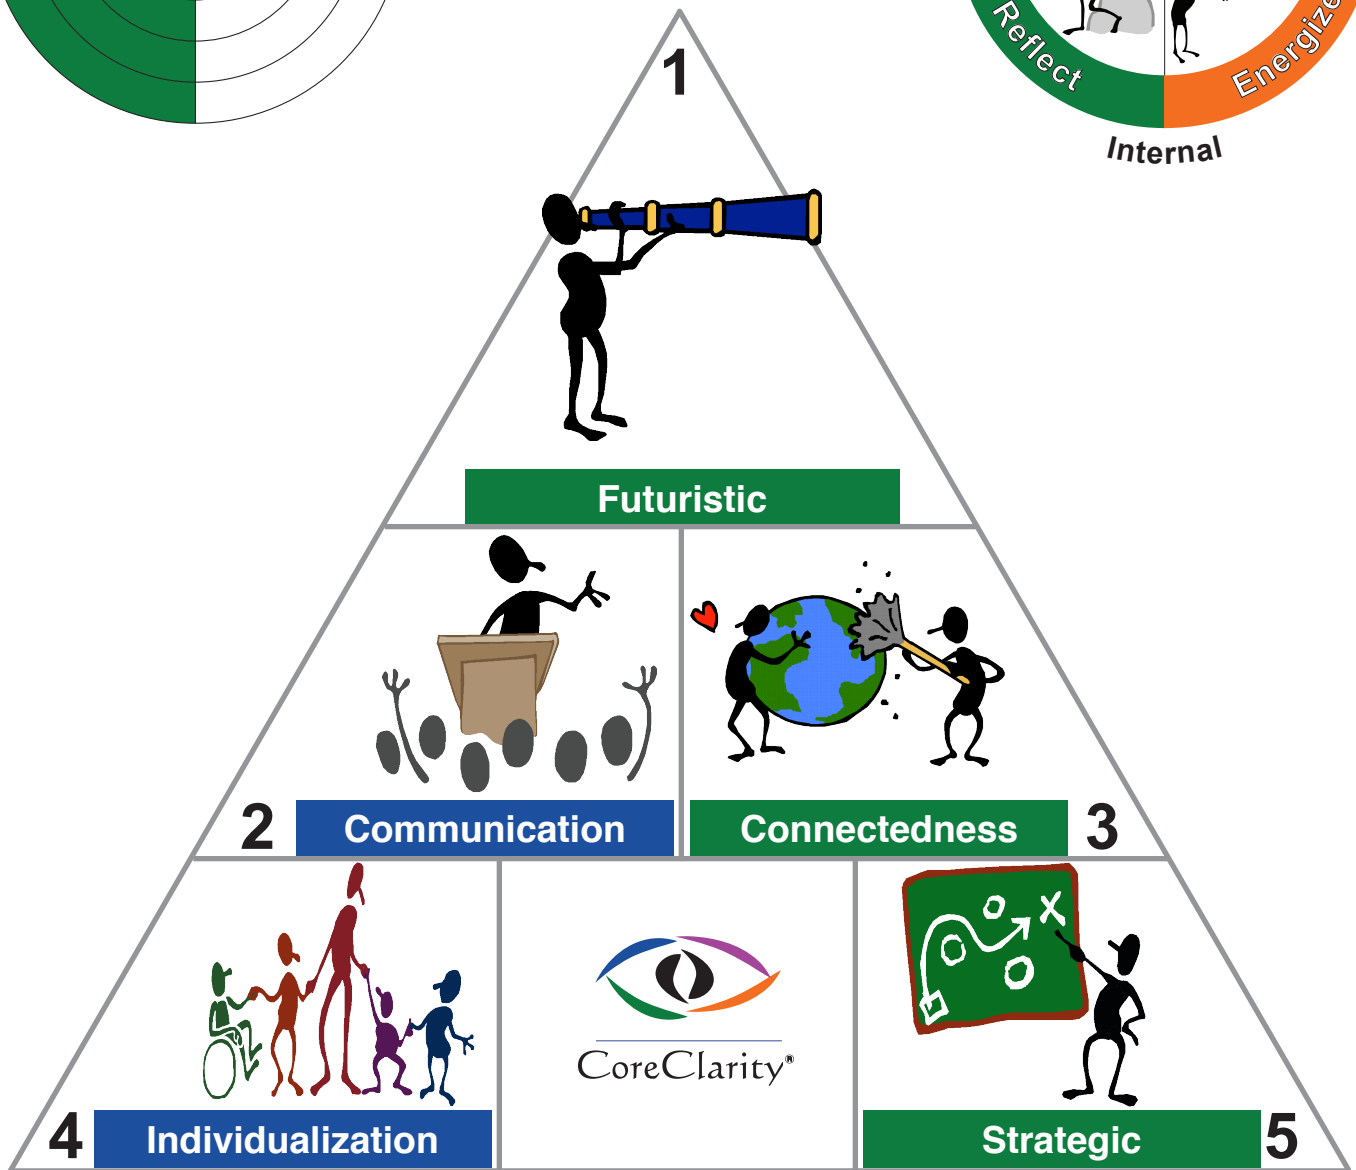 Reflect
Energize
Internal
1
Futuristic
2
Communication
Connectedness
3
CoreClarity®
4
Individualization
Strategic
5